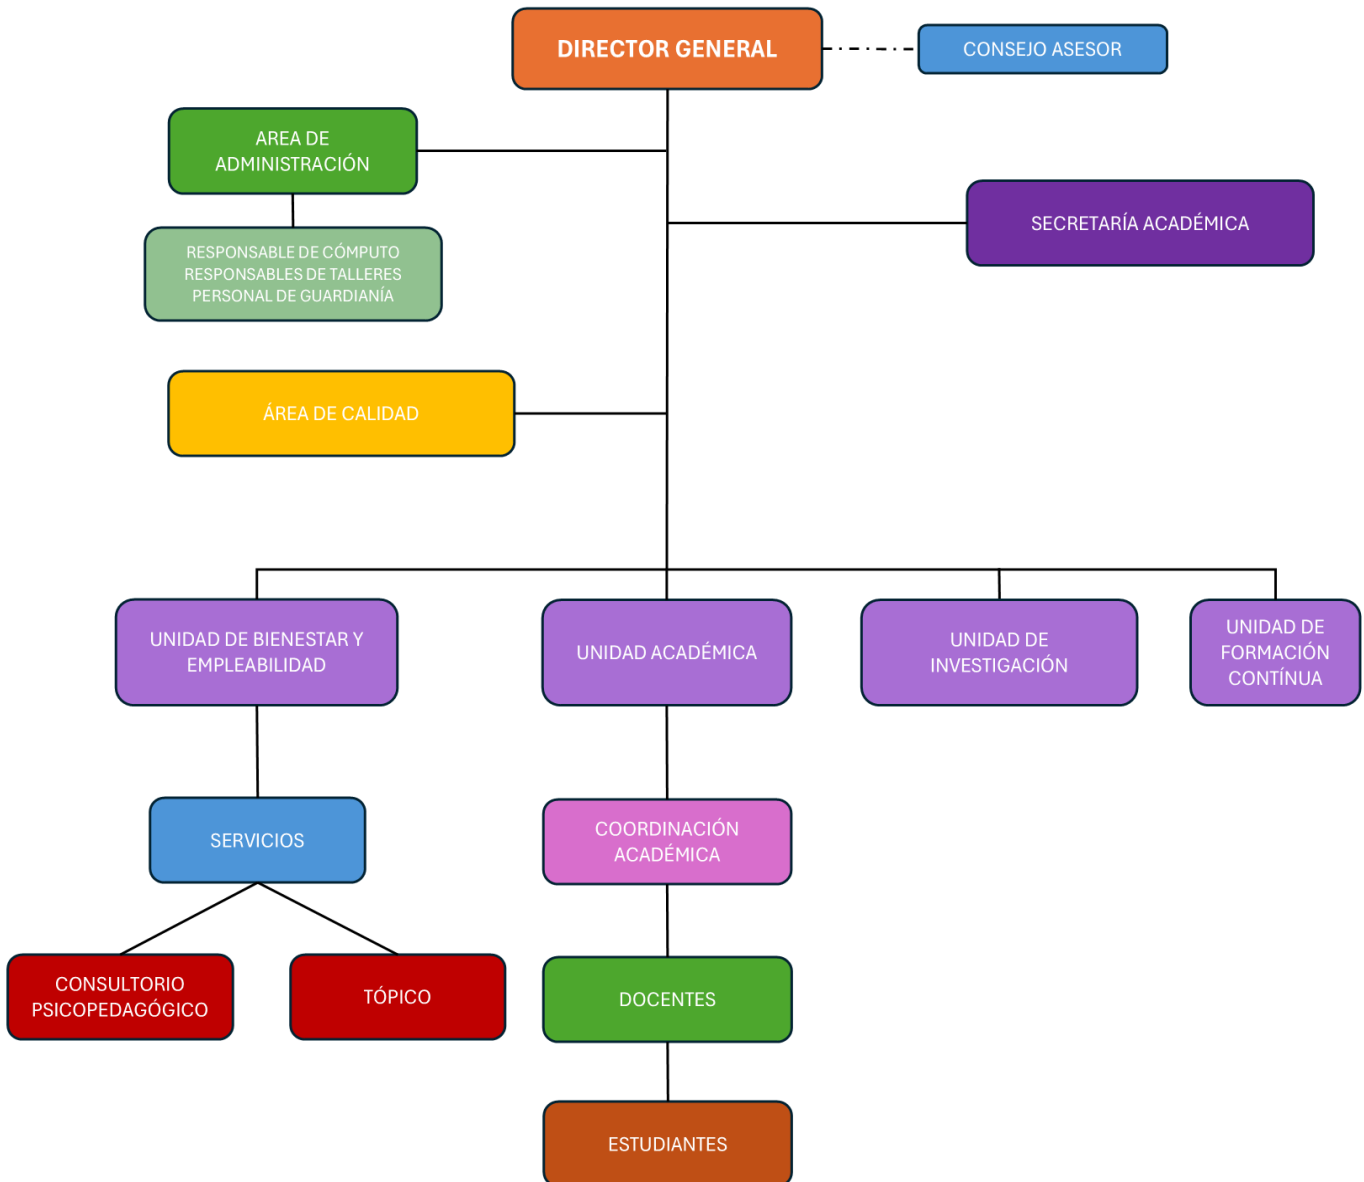 DIRECTOR GENERAL
CONSEJO ASESOR
AREA DE
ADMINISTRACIÓN
SECRETARÍA ACADÉMICA
RESPONSABLE DE CÓMPUTO
RESPONSABLES DE TALLERES
PERSONAL DE GUARDIANÍA
ÁREA DE CALIDAD
UNIDAD DE BIENESTAR Y
EMPLEABILIDAD
UNIDAD ACADÉMICA
UNIDAD DE
INVESTIGACIÓN
UNIDAD DE
FORMACIÓN
CONTÍNUA
SERVICIOS
COORDINACIÓN
ACADÉMICA
CONSULTORIO
PSICOPEDAGÓGICO
TÓPICO
DOCENTES
ESTUDIANTES